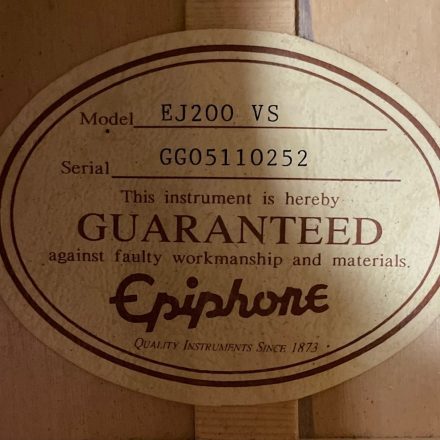 Model EJ200 VS
Serial GG05110252
This instrument is hereby
GUARANTEED
against faulty workmanship and materials.
Epiphone
QUALITY INSTRUMENTS SINCE 1873